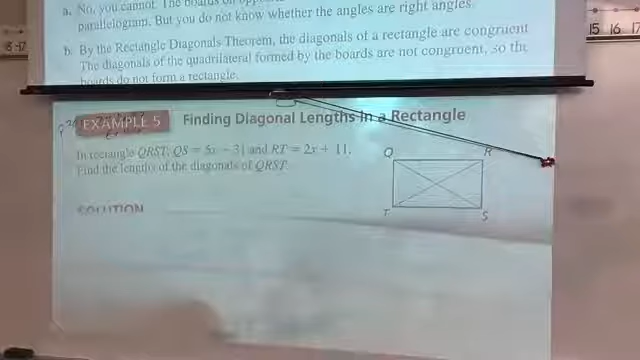 a. No, you cannot. The boards on
parallelogram. But you do not know whether the angles are right angles.
b. By the Rectangle Diagonals Theorem, the diagonals of a rectangle are congruent
The diagonals of the quadrilateral formed by the boards are not congruent, so the
boards do not form a rectangle.
EXAMPLE 5 Finding Diagonal Lengths in a Rectangle
In rectangle QRST, QS = 5x − 31 and RT = 2x + 11.
Find the lengths of the diagonals of QRST.
Q R
T S
SOLUTION
15 16 17